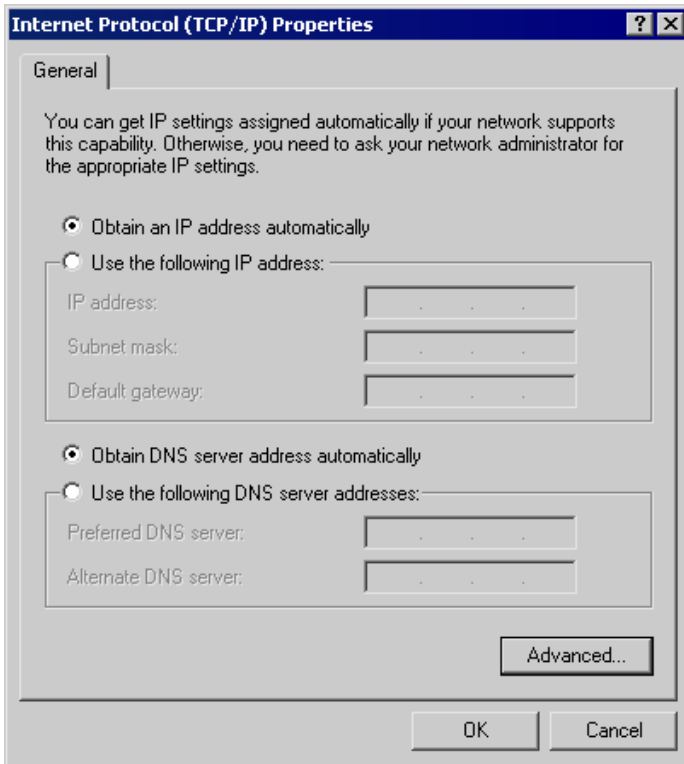 Internet Protocol (TCP/IP) Properties
General
You can get IP settings assigned automatically if your network supports
this capability. Otherwise, you need to ask your network administrator for
the appropriate IP settings.
Obtain an IP address automatically
Use the following IP address:
IP address:
Subnet mask:
Default gateway:
Obtain DNS server address automatically
Use the following DNS server addresses:
Preferred DNS server:
Alternate DNS server:
Advanced...
OK Cancel